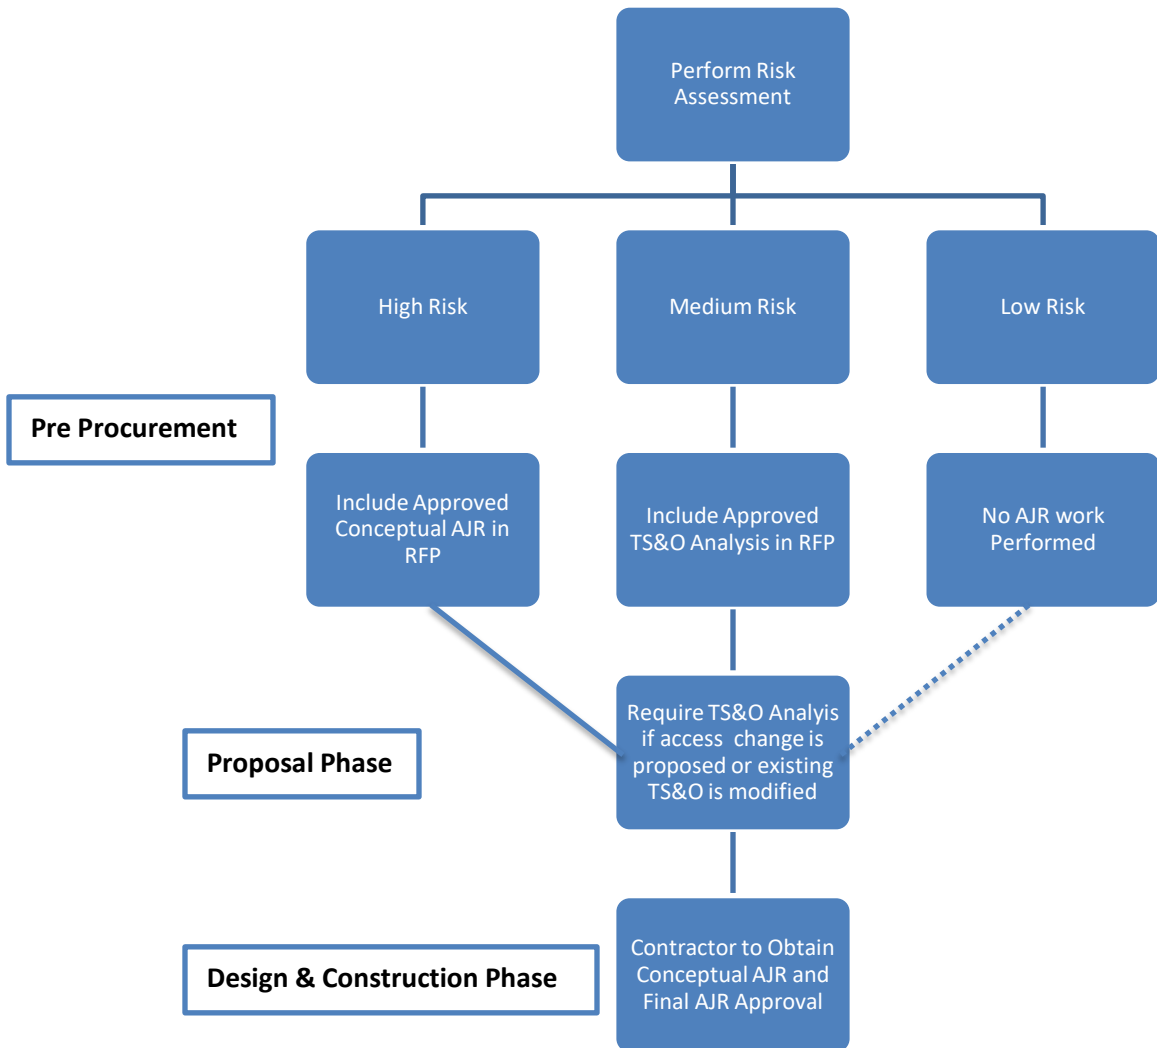 Perform Risk
Assessment
High Risk
Medium Risk
Low Risk
Pre Procurement
Include Approved
Conceptual AJR in
RFP
Include Approved
TS&O Analysis in RFP
No AJR work
Performed
Proposal Phase
Require TS&O Analyis
if access change is
proposed or existing
TS&O is modified
Design & Construction Phase
Contractor to Obtain
Conceptual AJR and
Final AJR Approval